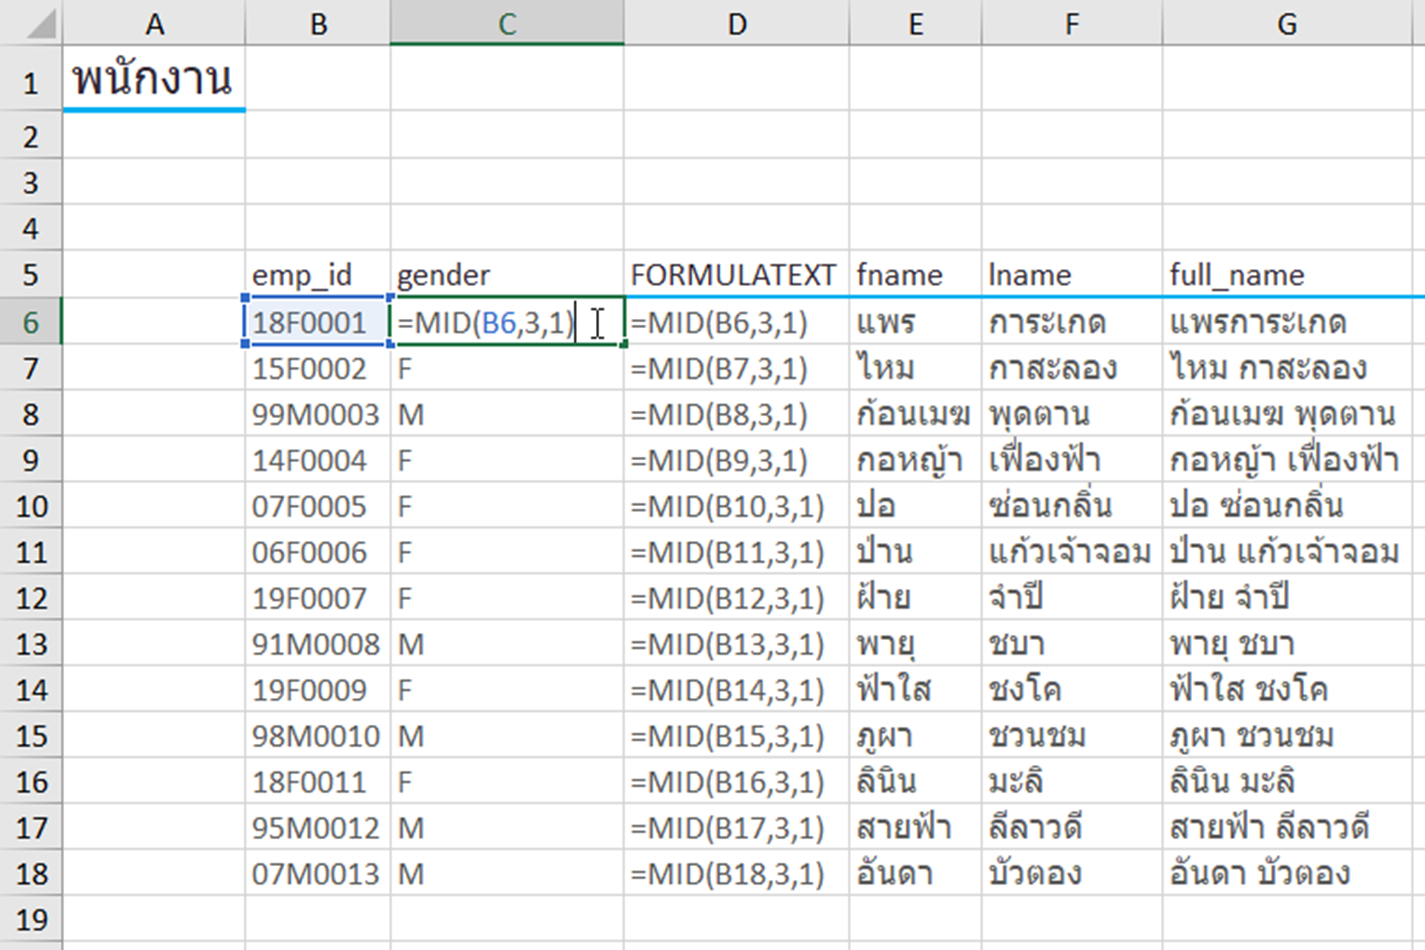 A B C D E F G
1 พนักงาน
2
3
4
5 emp_id gender FORMULATEXT fname lname full_name
6 18F0001 =MID(B6,3,1) =MID(B6,3,1) แพร การะเกด แพรการะเกด
7 15F0002 F =MID(B7,3,1) ไหม กาสะลอง ไหม กาสะลอง
8 99M0003 M =MID(B8,3,1) ก้อนเมฆ พุดตาน ก้อนเมฆ พุดตาน
9 14F0004 F =MID(B9,3,1) กอหญ้า เฟื่องฟ้า กอหญ้า เฟื่องฟ้า
10 07F0005 F =MID(B10,3,1) ปอ ซ่อนกลิ่น ปอ ซ่อนกลิ่น
11 06F0006 F =MID(B11,3,1) ป่าน แก้วเจ้าจอม ป่าน แก้วเจ้าจอม
12 19F0007 F =MID(B12,3,1) ฝ้าย จำปี ฝ้าย จำปี
13 91M0008 M =MID(B13,3,1) พายุ ชบา พายุ ชบา
14 19F0009 F =MID(B14,3,1) ฟ้าใส ชงโค ฟ้าใส ชงโค
15 98M0010 M =MID(B15,3,1) ภูผา ชวนชม ภูผา ชวนชม
16 18F0011 F =MID(B16,3,1) ลินิน มะลิ ลินิน มะลิ
17 95M0012 M =MID(B17,3,1) สายฟ้า ลีลาวดี สายฟ้า ลีลาวดี
18 07M0013 M =MID(B18,3,1) อันดา บัวตอง อันดา บัวตอง
19